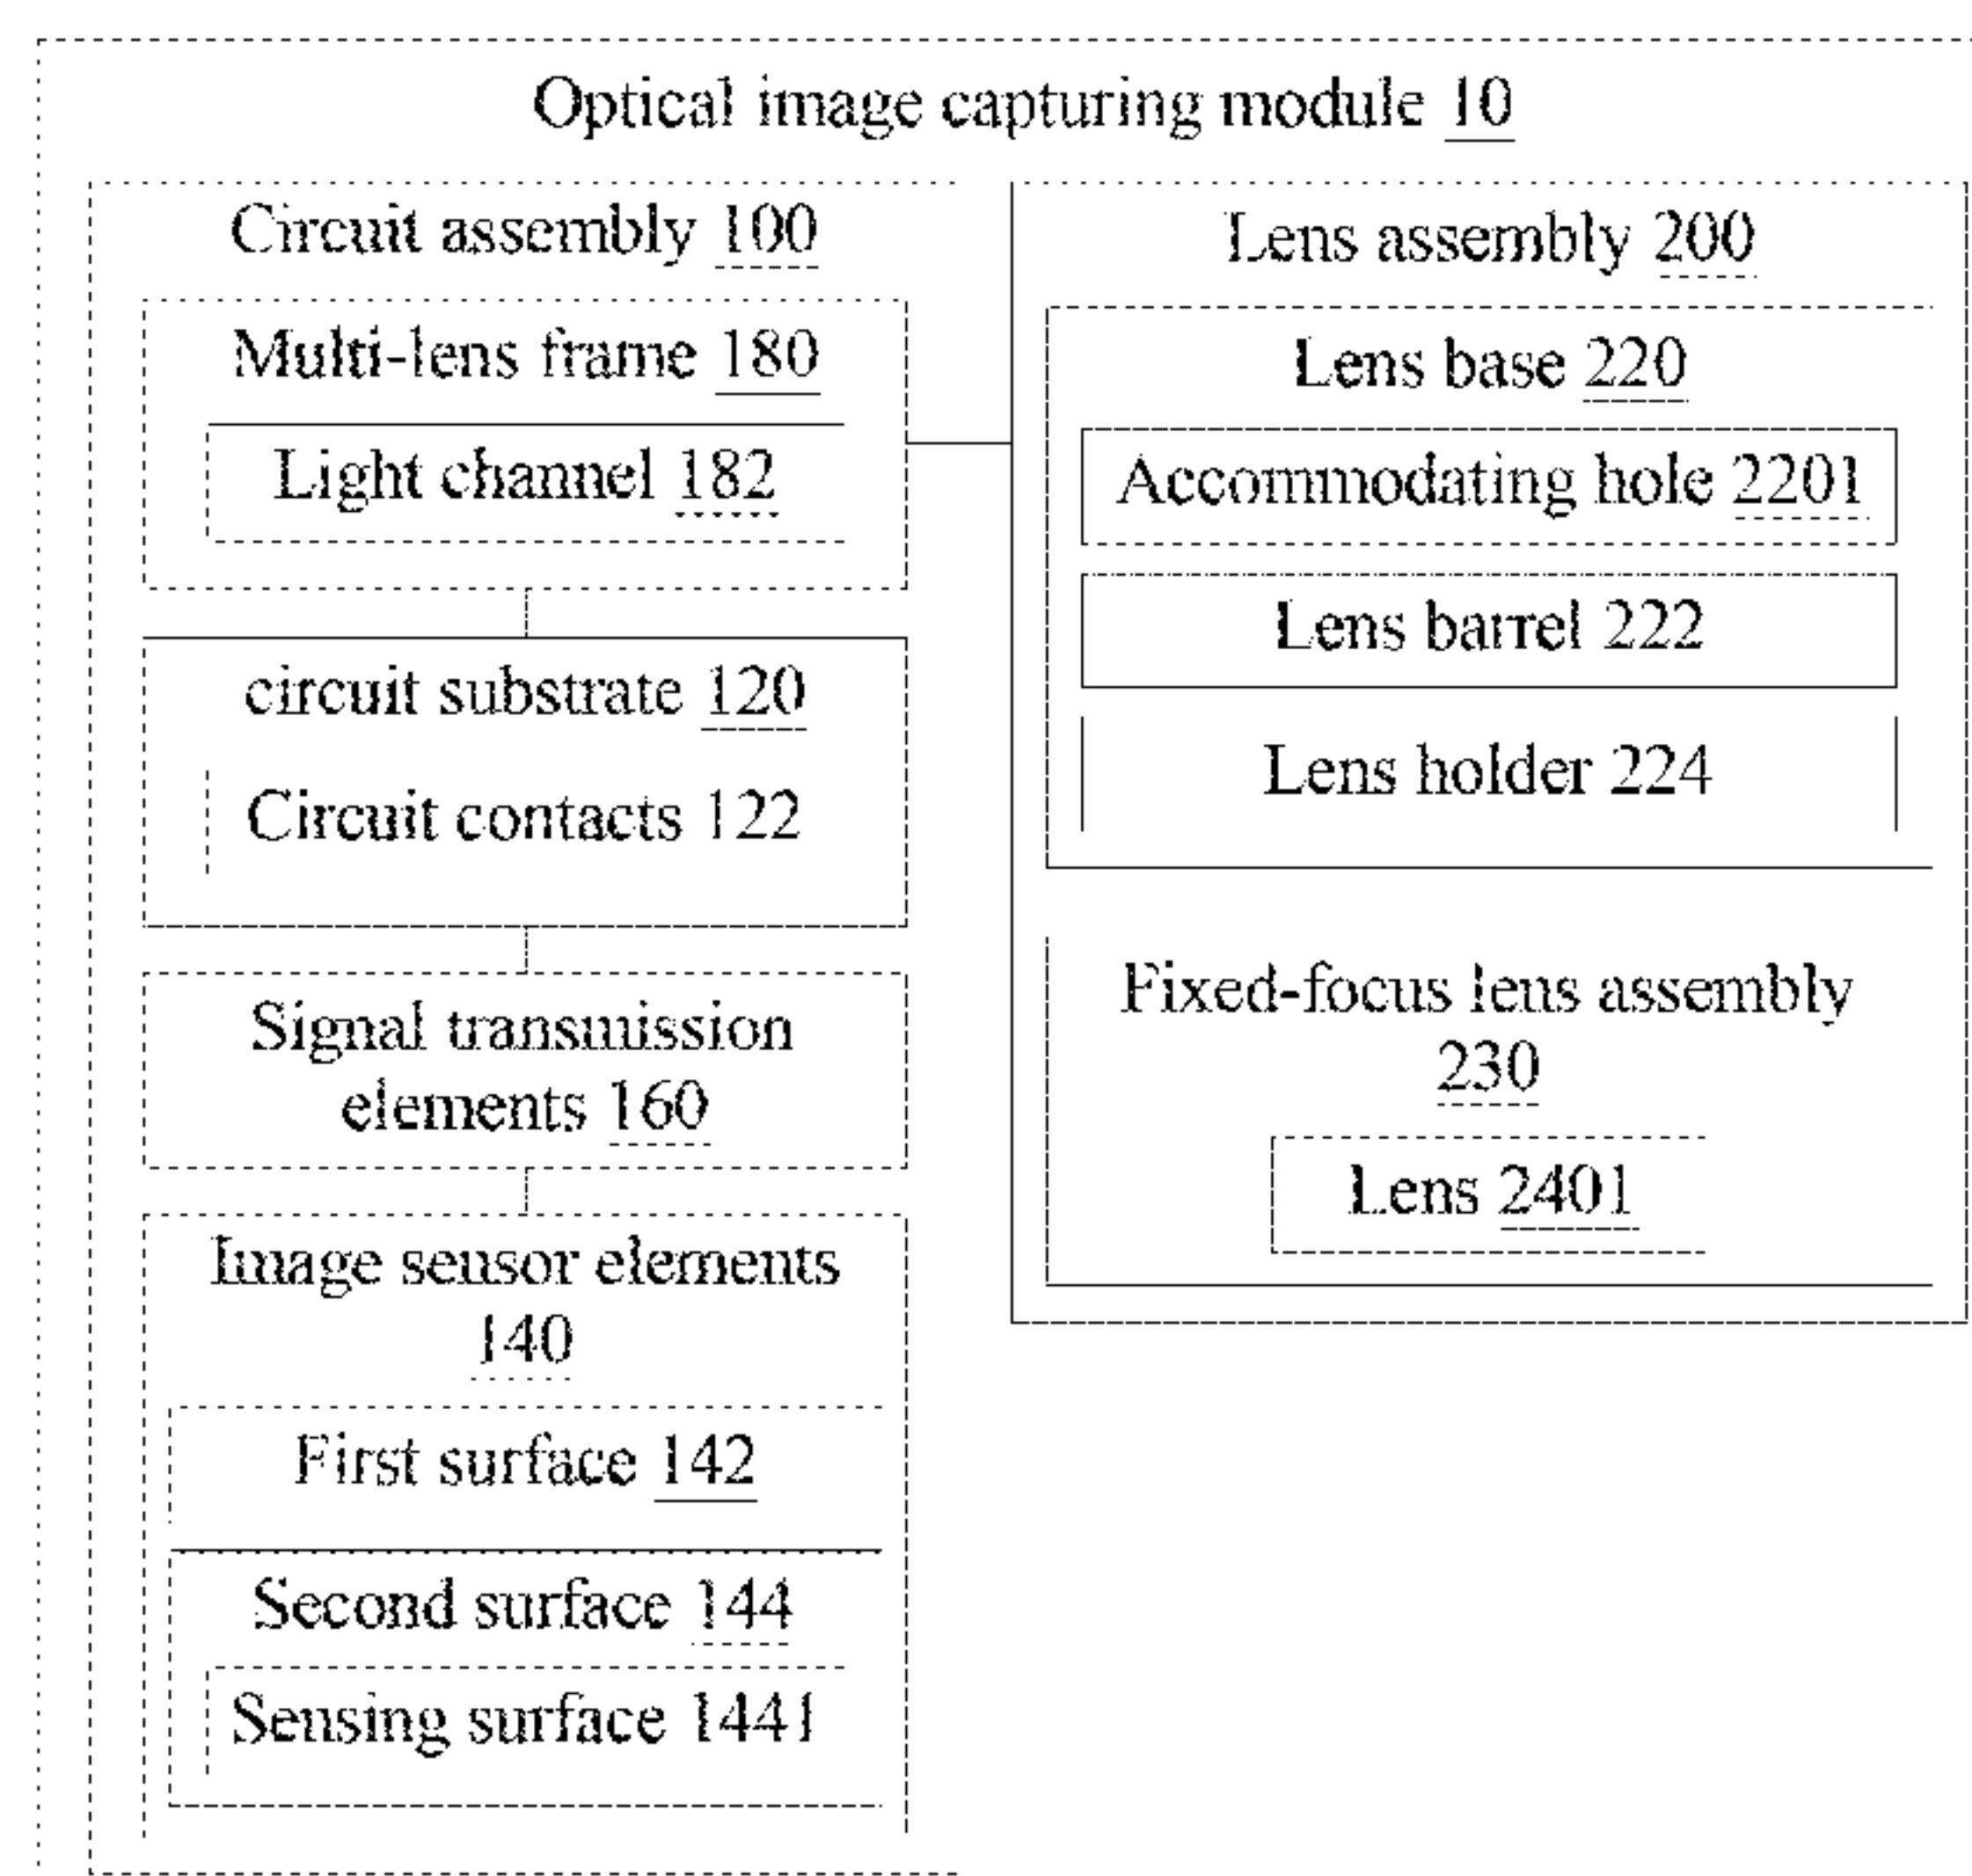 Optical image capturing module 10
Circuit assembly 100
Multi-lens frame 180
Light channel 182
circuit substrate 120
Circuit contacts 122
Signal transmission
elements 160
Image sensor elements
140
First surface 142
Second surface 144
Sensing surface 1441
Lens assembly 200
Lens base 220
Accommodating hole 2201
Lens barrel 222
Lens holder 224
Fixed-focus lens assembly
230
Lens 2401